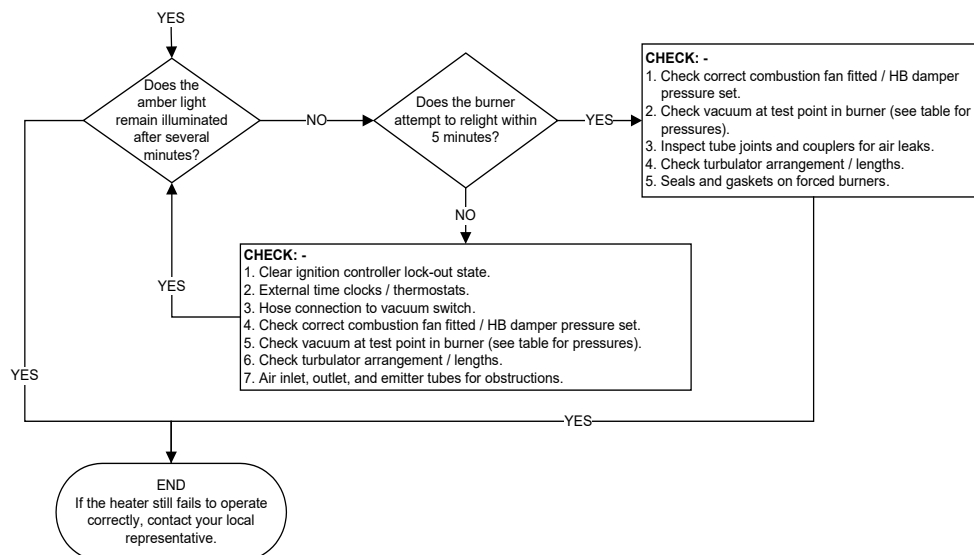 YES
Does the
amber light
remain illuminated
after several
minutes?
NO
Does the burner
attempt to relight within
5 minutes?
YES
CHECK: -
1. Check correct combustion fan fitted / HB damper
pressure set.
2. Check vacuum at test point in burner (see table for
pressures).
3. Inspect tube joints and couplers for air leaks.
4. Check turbulator arrangement / lengths.
5. Seals and gaskets on forced burners.
NO
CHECK: -
1. Clear ignition controller lock-out state.
2. External time clocks / thermostats.
3. Hose connection to vacuum switch.
4. Check correct combustion fan fitted / HB damper pressure set.
5. Check vacuum at test point in burner (see table for pressures).
6. Check turbulator arrangement / lengths.
7. Air inlet, outlet, and emitter tubes for obstructions.
YES
YES
YES
END
If the heater still fails to operate
correctly, contact your local
representative.